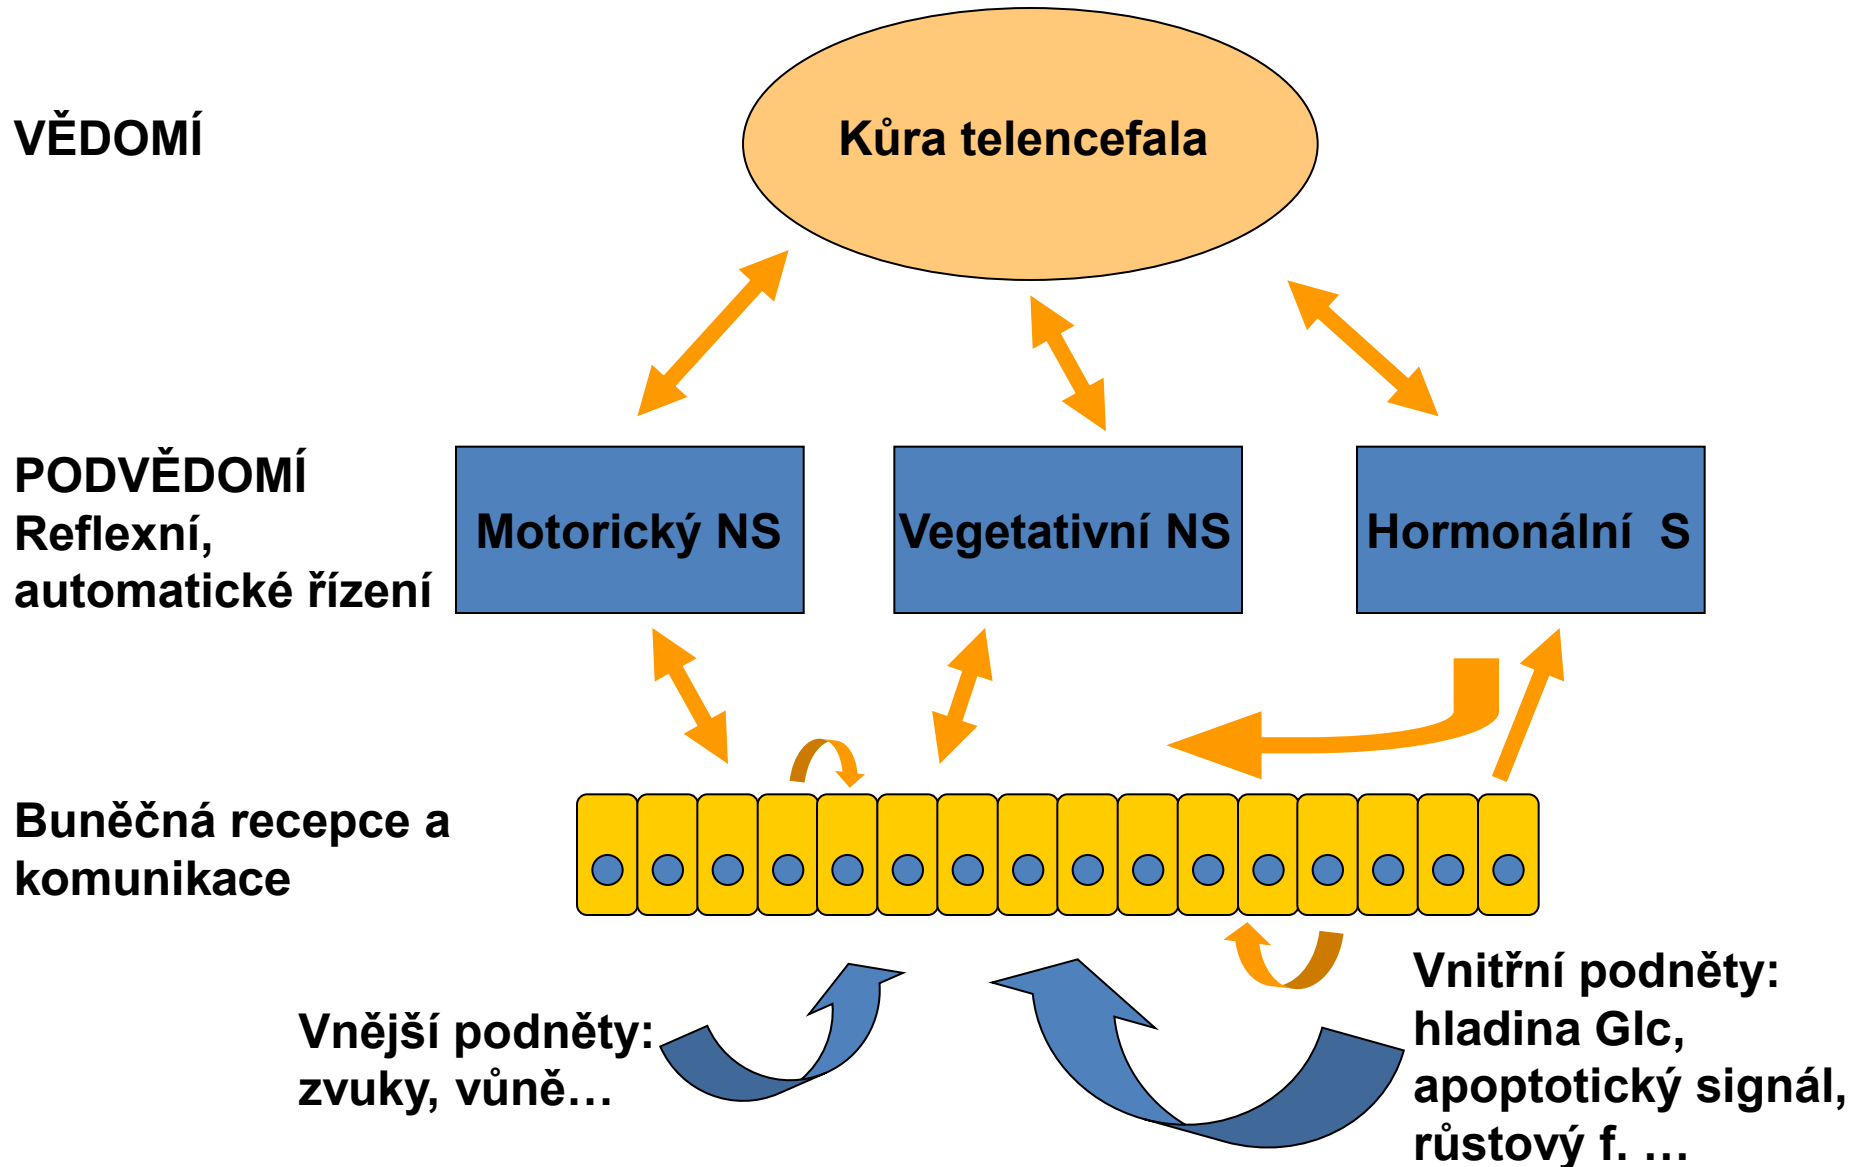 VĚDOMÍ
Kůra telencefala
PODVĚDOMÍ
Reflexní,
automatické řízení
Motorický NS
Vegetativní NS
Hormonální  S
Buněčná recepce a
komunikace
Vnější podněty:
zvuky, vůně…
Vnitřní podněty:
hladina Glc,
apoptotický signál,
růstový f. …